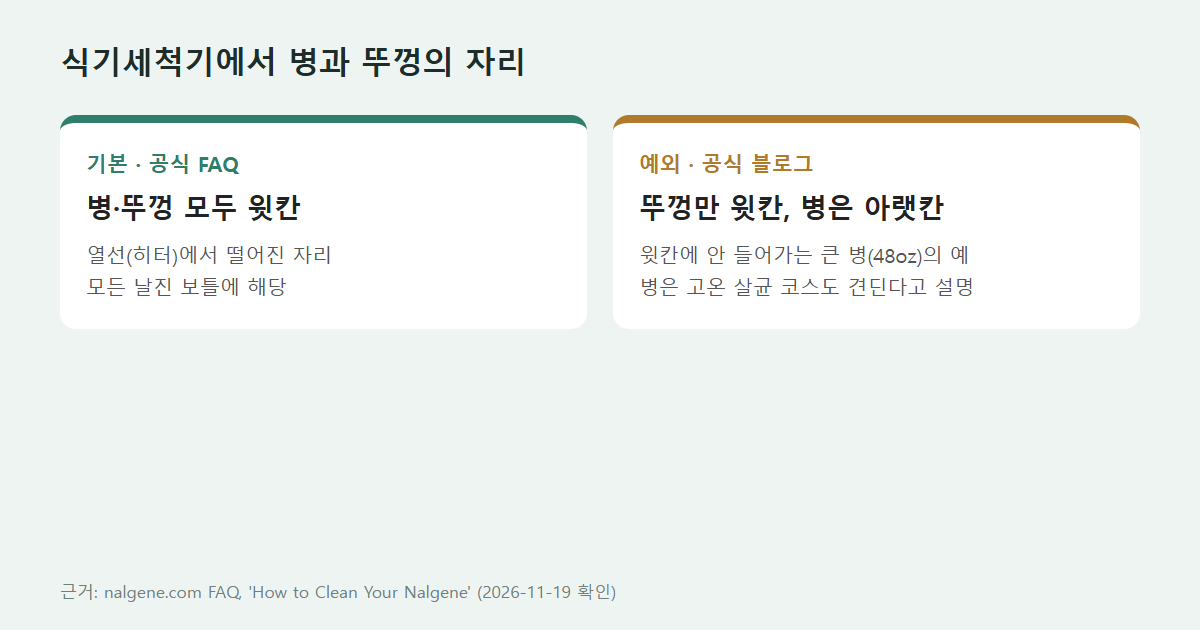 식기세척기에서 병과 뚜껑의 자리
기본 · 공식 FAQ
병·뚜껑 모두 윗칸
열선(히터)에서 떨어진 자리
모든 날진 보틀에 해당
예외 · 공식 블로그
뚜껑만 윗칸, 병은 아랫칸
윗칸에 안 들어가는 큰 병(48oz)의 예
병은 고온 살균 코스도 견딘다고 설명
근거: nalgene.com FAQ, 'How to Clean Your Nalgene' (2026-11-19 확인)